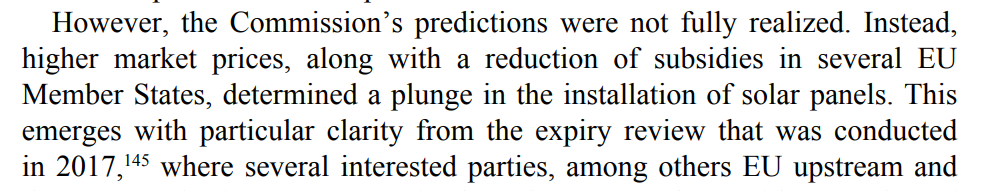 However, the Commission’s predictions were not fully realized. Instead,
higher market prices, along with a reduction of subsidies in several EU
Member States, determined a plunge in the installation of solar panels. This
emerges with particular clarity from the expiry review that was conducted
in 2017,¹⁴⁵ where several interested parties, among others EU upstream and